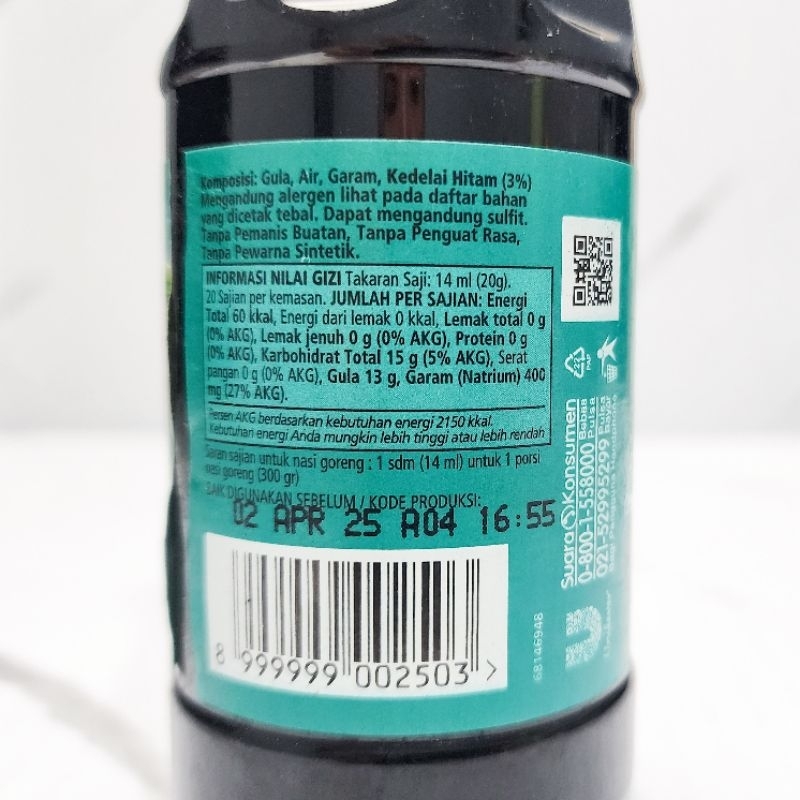 Komposisi: Gula, Air, Garam, Kedelai Hitam (3%)
Mengandung alergen lihat pada daftar bahan
yang dicetak tebal. Dapat mengandung sulfit.
Tanpa Pemanis Buatan, Tanpa Penguat Rasa,
Tanpa Pewarna Sintetik.
INFORMASI NILAI GIZI Takaran Saji: 14 ml (20g).
20 Sajian per kemasan. JUMLAH PER SAJIAN: Energi
Total 60 kkal, Energi dari lemak 0 kkal, Lemak total 0 g
(0% AKG), Lemak jenuh 0 g (0% AKG), Protein 0 g
(0% AKG), Karbohidrat Total 15 g (5% AKG), Serat
pangan 0 g (0% AKG), Gula 13 g, Garam (Natrium) 400
mg (27% AKG).
Persen AKG berdasarkan kebutuhan energi 2150 kkal.
Kebutuhan energi Anda mungkin lebih tinggi atau lebih rendah
Saran sajian untuk nasi goreng : 1 sdm (14 ml) untuk 1 porsi
nasi goreng (300 gr)
BAIK DIGUNAKAN SEBELUM / KODE PRODUKSI:
02 APR 25 A04 16:55
8 999999 002503 >
Suara Konsumen
0-800-1-558000 Bebas Pulsa
021-52995299 Pulsa
68146948
Unilever